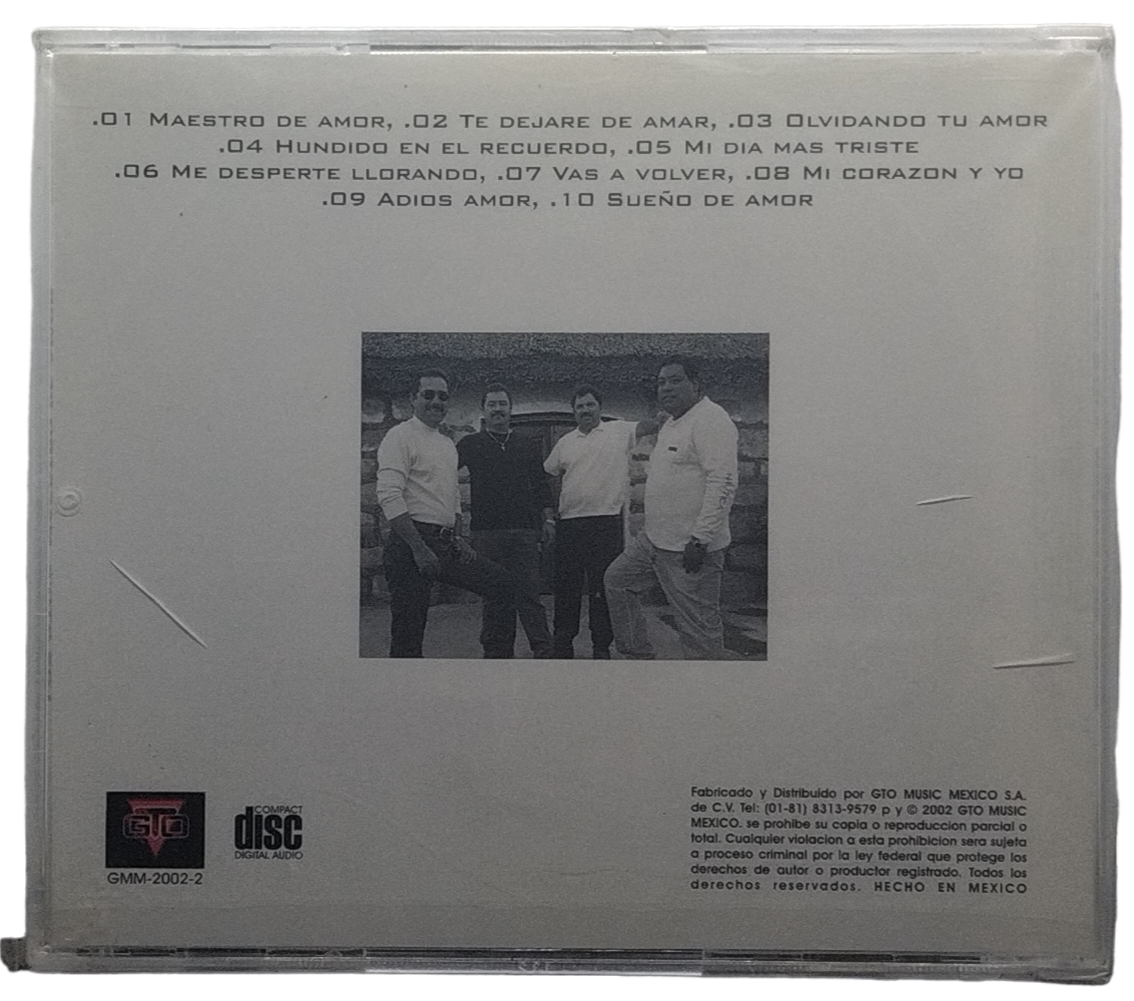 .01 MAESTRO DE AMOR, .02 TE DEJARE DE AMAR, .03 OLVIDANDO TU AMOR
.04 HUNDIDO EN EL RECUERDO, .05 MI DIA MAS TRISTE
.06 ME DESPERTE LLORANDO, .07 VAS A VOLVER, .08 MI CORAZON Y YO
.09 ADIOS AMOR, .10 SUEÑO DE AMOR
GTO
GMM-2002-2
COMPACT
disc
DIGITAL AUDIO
Fabricado y Distribuido por GTO MUSIC MEXICO S.A.
de C.V. Tel: (01-81) 8313-9579 p y © 2002 GTO MUSIC
MEXICO. se prohibe su copia o reproduccion parcial o
total. Cualquier violacion a esta prohibicion sera sujeta
a proceso criminal por la ley federal que protege los
derechos de autor o productor registrado. Todos los
derechos reservados. HECHO EN MEXICO